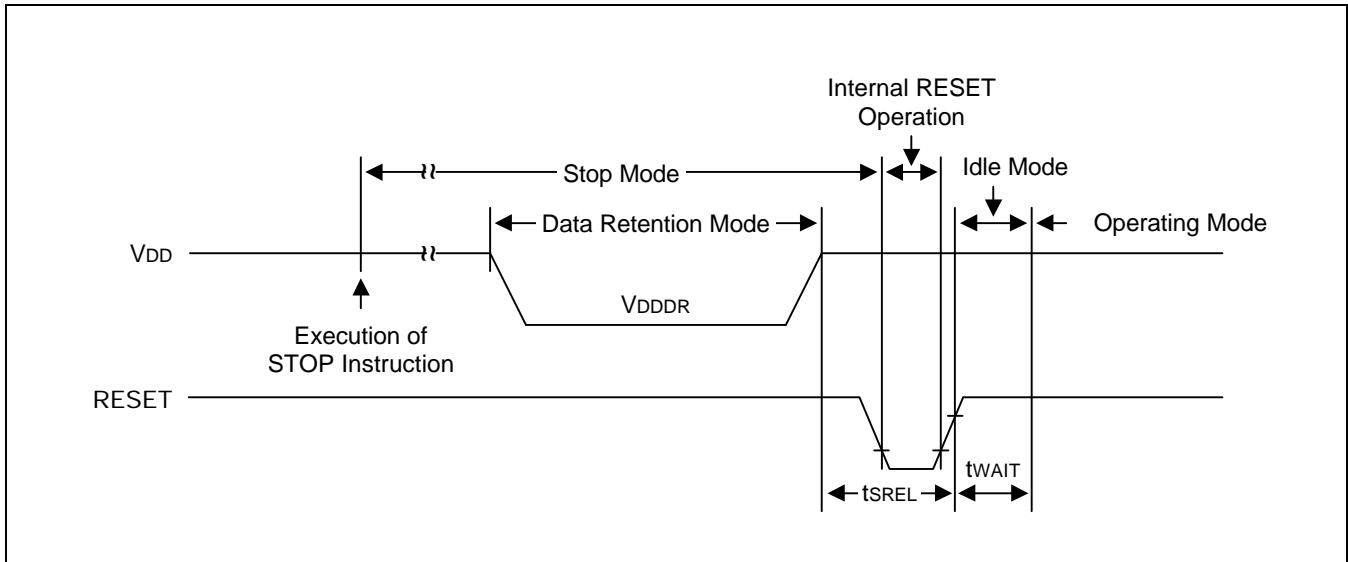 Internal RESET
Operation
Idle Mode
Stop Mode
Data Retention Mode
Operating Mode
VDD
VDDDR
Execution of
STOP Instruction
RESET
tWAIT
tSREL